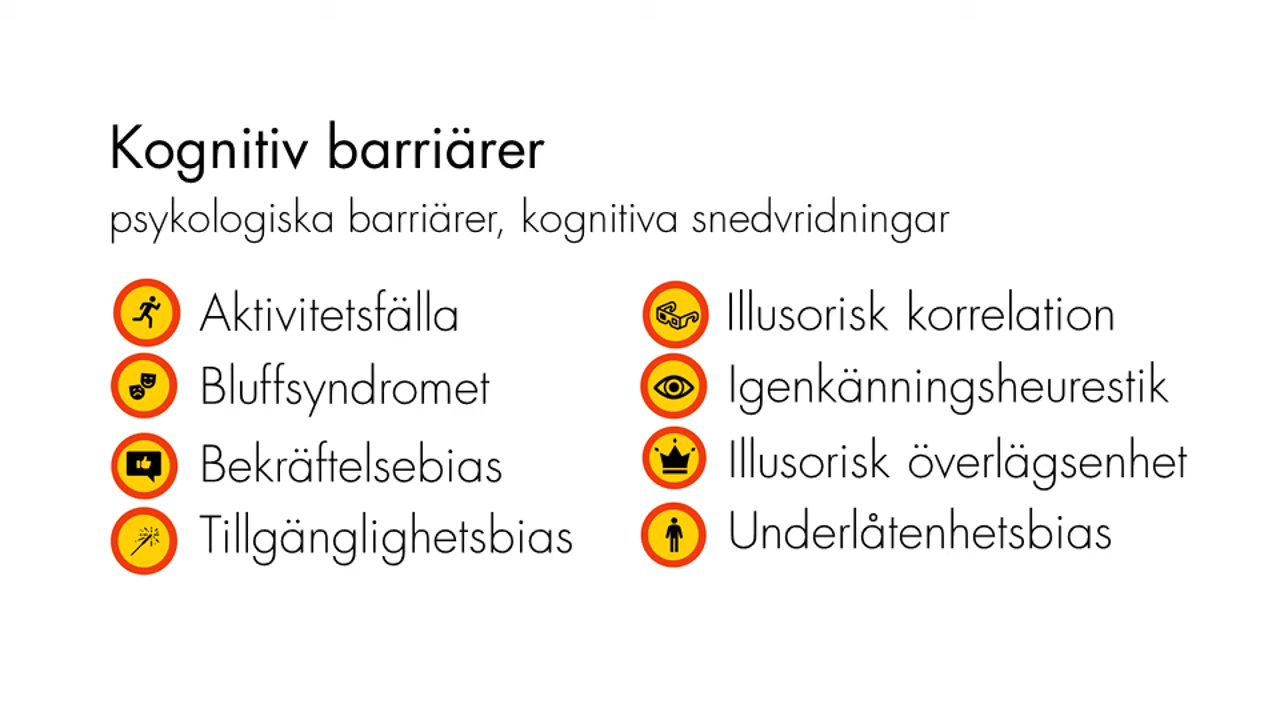 Kognitiv barriärer
psykologiska barriärer, kognitiva snedvridningar
Aktivitetsfälla
Bluffsyndromet
Bekräftelsebias
Tillgänglighetsbias
Illusorisk korrelation
Igenkänningsheurestik
Illusorisk överlägsenhet
Underlåtenhetsbias